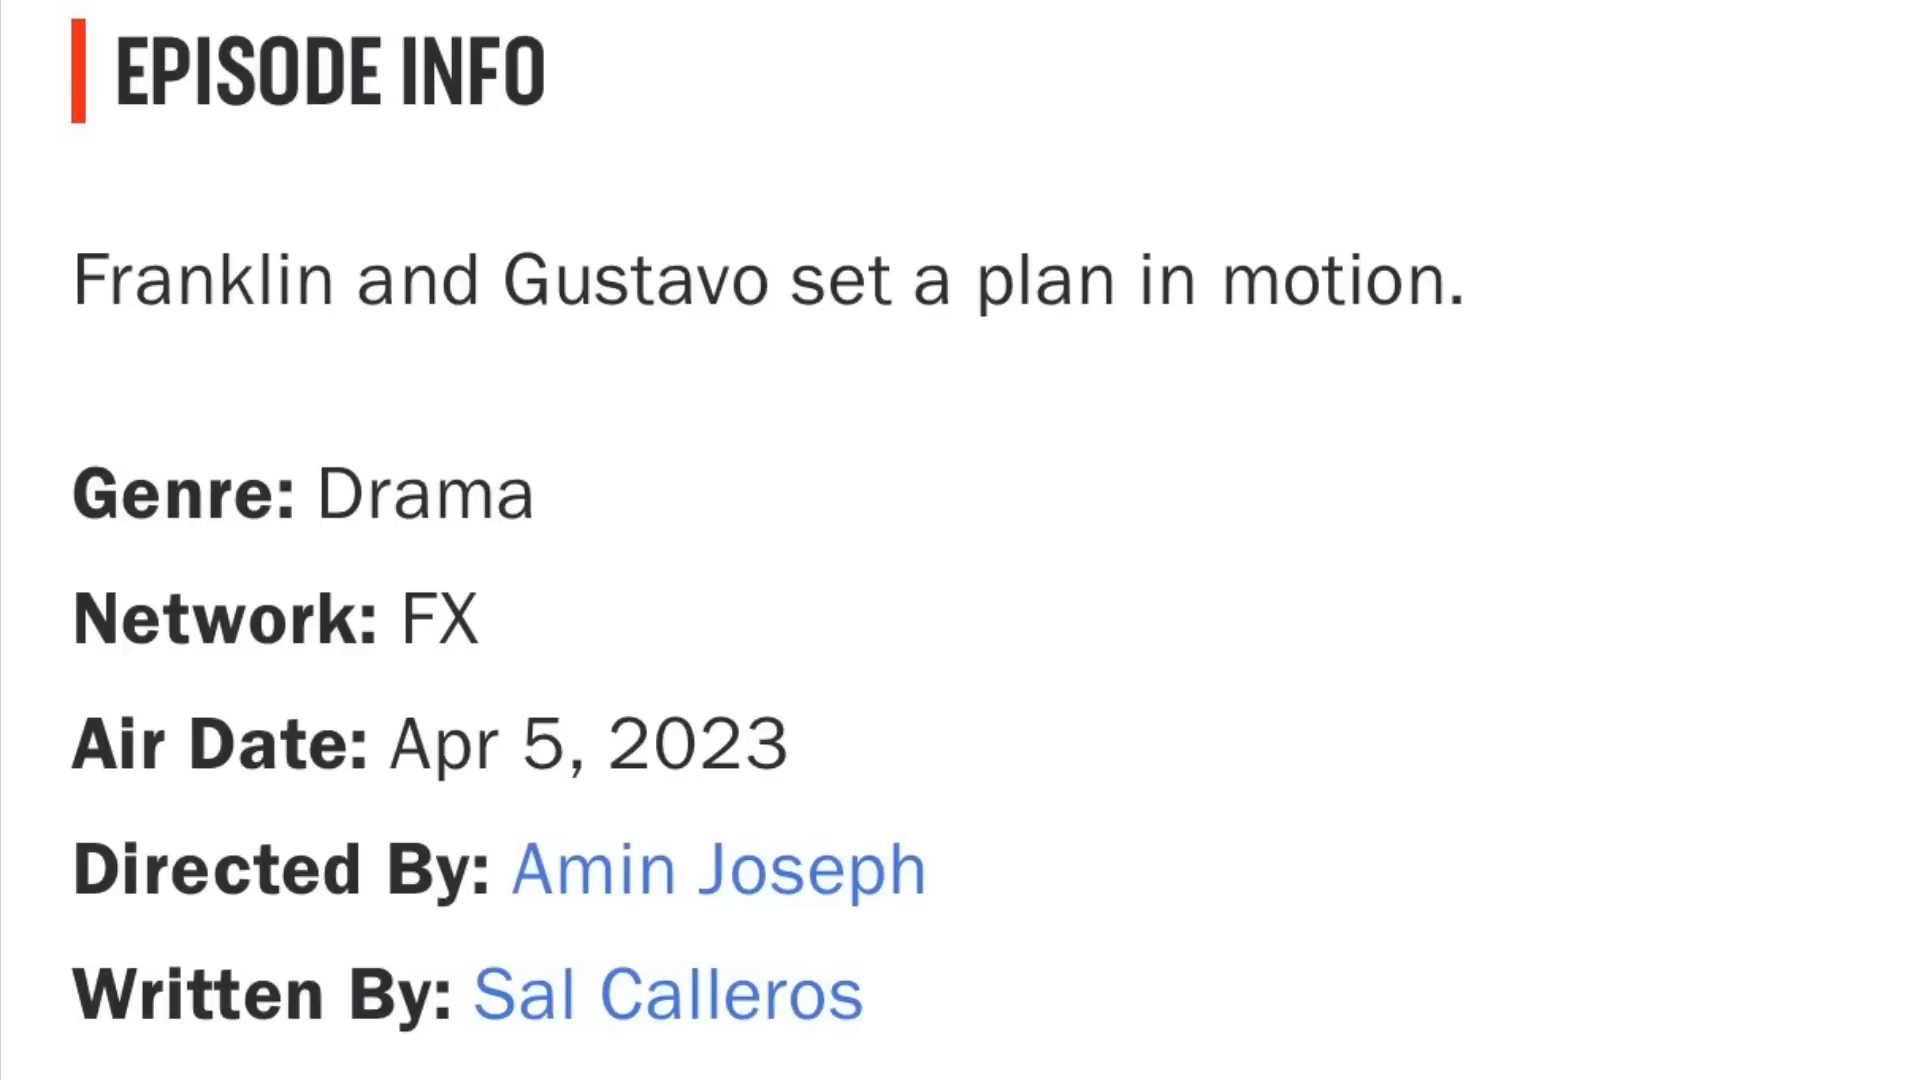 EPISODE INFO
Franklin and Gustavo set a plan in motion.
Genre: Drama
Network: FX
Air Date: Apr 5, 2023
Directed By: Amin Joseph
Written By: Sal Calleros